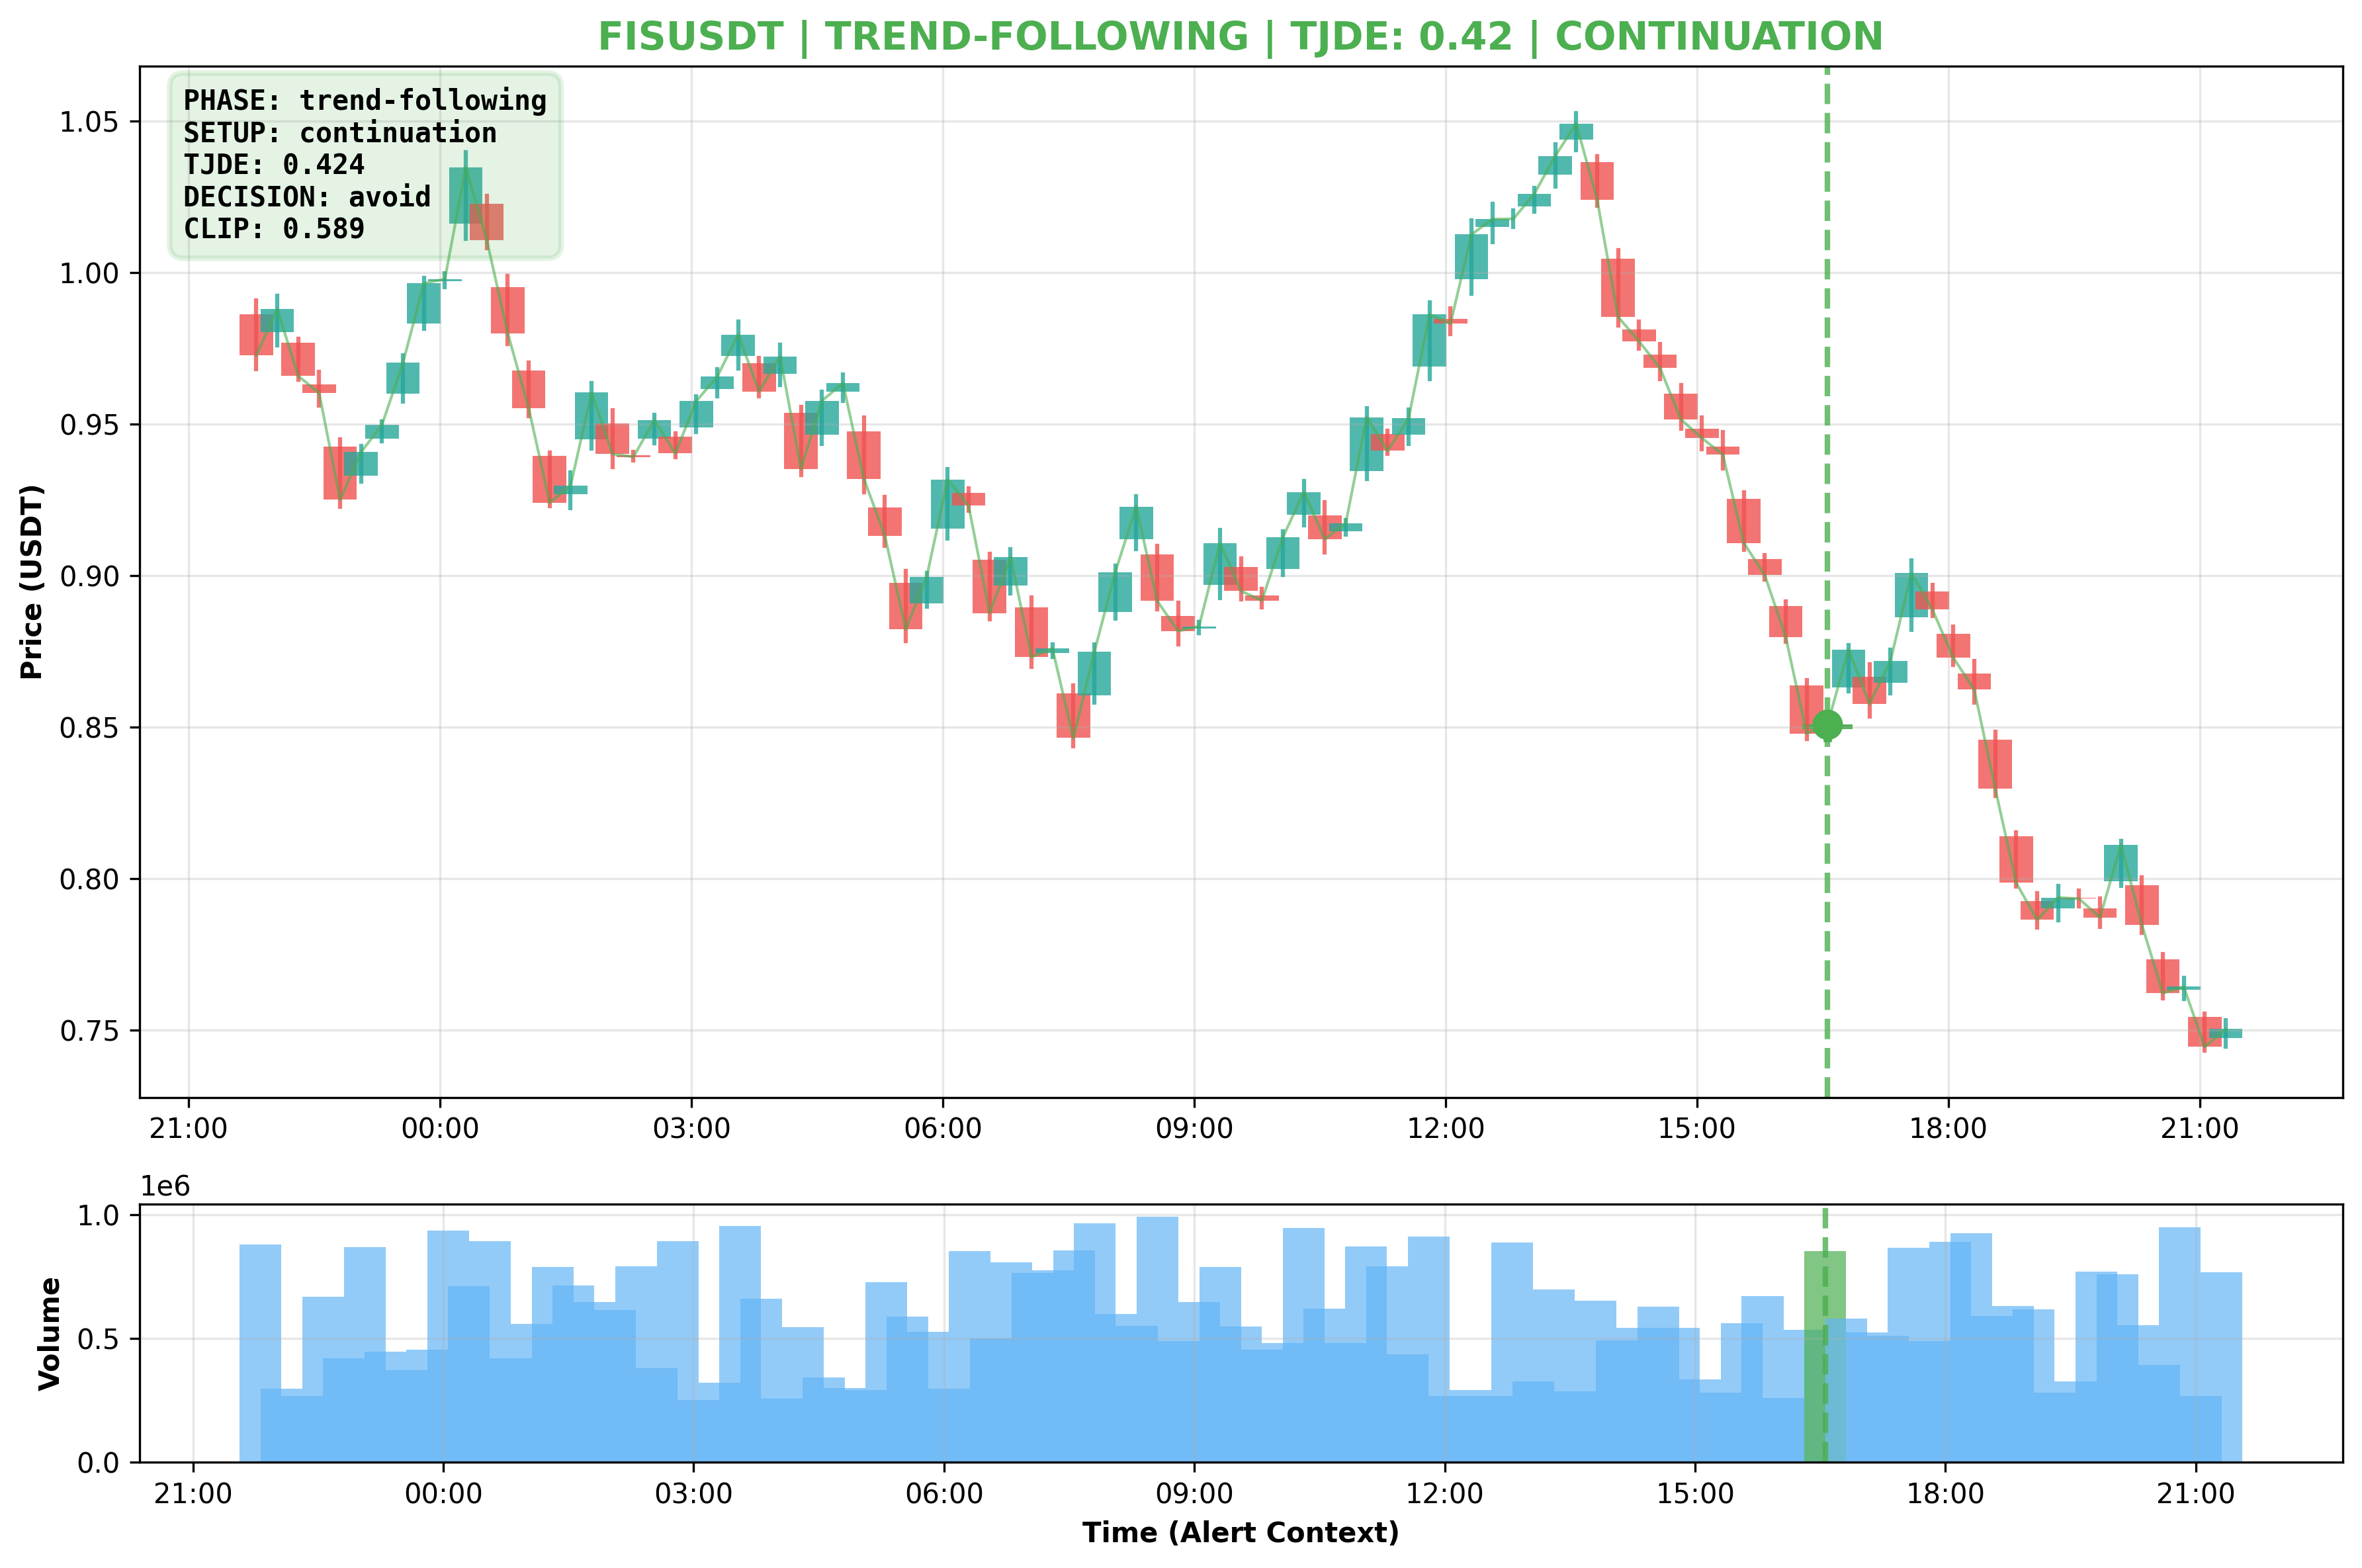 FISUSDT | TREND-FOLLOWING | TJDE: 0.42 | CONTINUATION
PHASE: trend-following
SETUP: continuation
TJDE: 0.424
DECISION: avoid
CLIP: 0.589
Price (USDT)
1.05
1.00
0.95
0.90
0.85
0.80
0.75
21:00 00:00 03:00 06:00 09:00 12:00 15:00 18:00 21:00
1e6
Volume
1.0
0.5
0.0
21:00 00:00 03:00 06:00 09:00 12:00 15:00 18:00 21:00
Time (Alert Context)